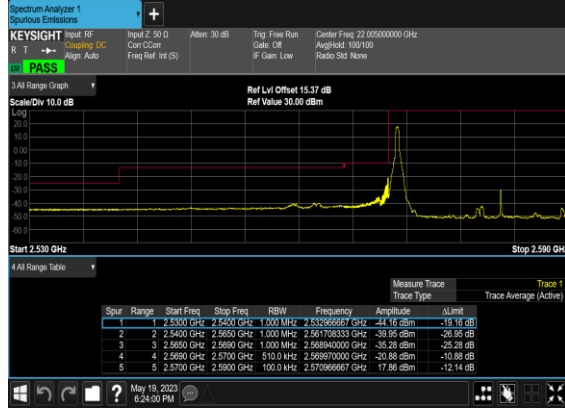 Spectrum Analyzer 1
Spurious Emissions
+
KEYSIGHT Input: RF Input Z: 50 Ω Atten: 30 dB Trig: Free Run Center Freq: 22.005000000 GHz
R T Coupling: DC Corr CCorr Gate: Off Avg|Hold: 100/100
Align: Auto Freq Ref: Int (S) IF Gain: Low Radio Std: None
PASS
3 All Range Graph
Ref Lvl Offset 15.37 dB
Scale/Div 10.0 dB Ref Value 30.00 dBm
Log
20.0
10.0
0.00
-10.0
-20.0
-30.0
-40.0
-50.0
-60.0
Start 2.530 GHz Stop 2.590 GH
4 All Range Table
Measure Trace Trace 1
Trace Type Trace Average (Active)
Spur Range Start Freq Stop Freq RBW Frequency Amplitude ΔLimit
1 1 2.5300 GHz 2.5400 GHz 1.000 MHz 2.532966667 GHz -44.16 dBm -19.16 dB
2 2 2.5400 GHz 2.5650 GHz 1.000 MHz 2.561708333 GHz -39.95 dBm -26.95 dB
3 3 2.5650 GHz 2.5690 GHz 1.000 MHz 2.568940000 GHz -35.28 dBm -25.28 dB
4 4 2.5690 GHz 2.5700 GHz 510.0 kHz 2.569970000 GHz -20.88 dBm -10.88 dB
5 5 2.5700 GHz 2.5900 GHz 100.0 kHz 2.570966667 GHz 17.86 dBm -12.14 dB
?
May 19, 2023
6:24:00 PM